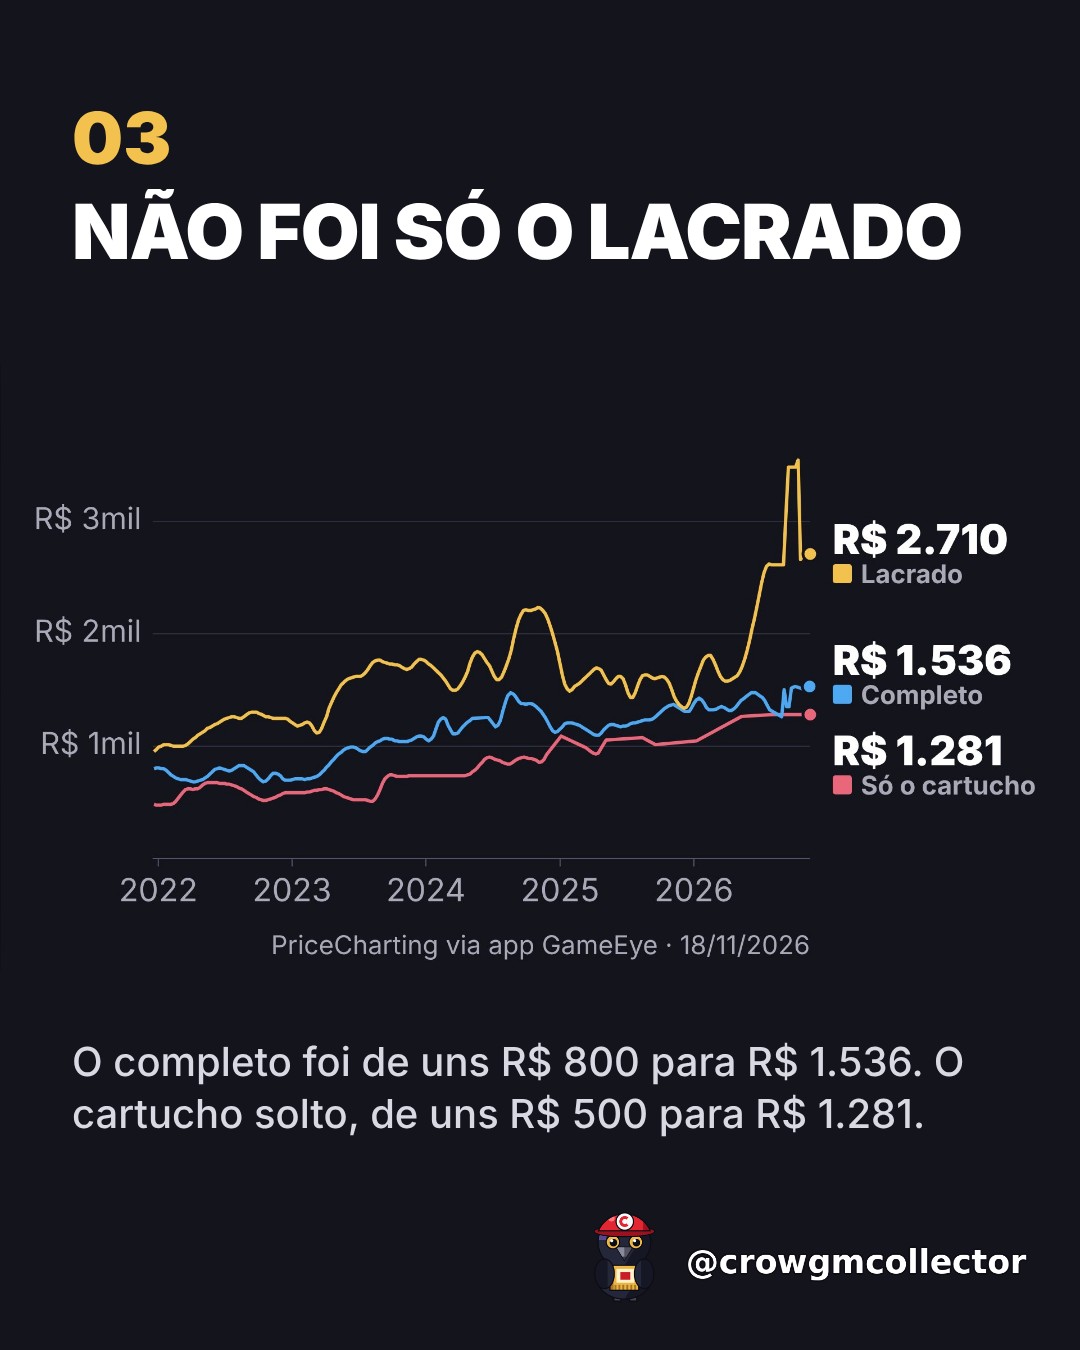 03
NÃO FOI SÓ O LACRADO
R$ 3mil
R$ 2mil
R$ 1mil
R$ 2.710
Lacrado
R$ 1.536
Completo
R$ 1.281
Só o cartucho
2022 2023 2024 2025 2026
PriceCharting via app GameEye · 18/11/2026
O completo foi de uns R$ 800 para R$ 1.536. O
cartucho solto, de uns R$ 500 para R$ 1.281.
C
@crowgmcollector